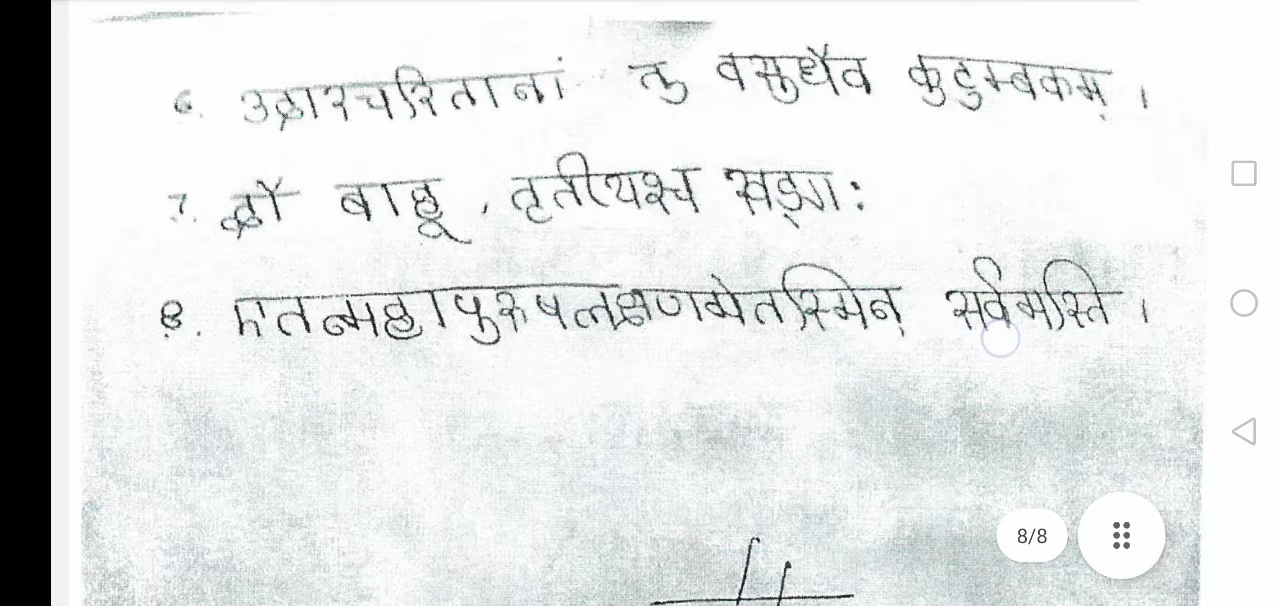 6. उदारचरितानां तु वसुधैव कुटुम्बकम् ।
7. द्वौ बाहू , तृतीयश्च खड्गः
8. एतन्महापुरुषलक्षणमेतस्मिन् सर्वमस्ति ।
8/8